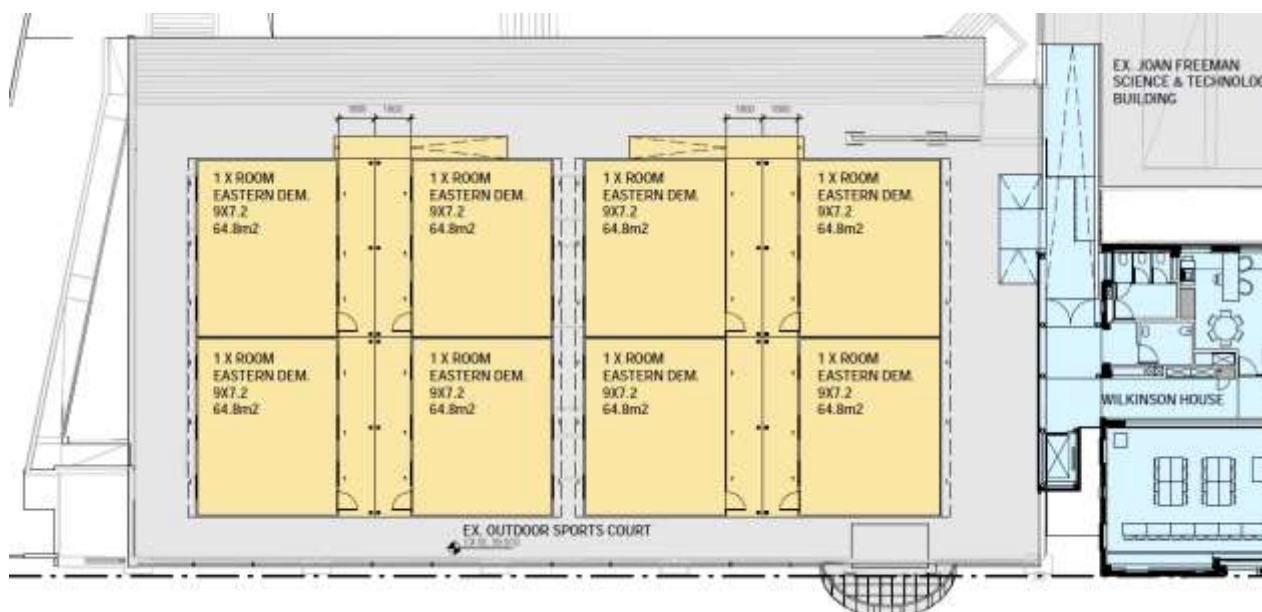 EX. JOAN FREEMAN
SCIENCE & TECHNOLOG
BUILDING
1800 1800
1800 1800
1 X ROOM
EASTERN DEM.
9X7.2
64.8m2
1 X ROOM
EASTERN DEM.
9X7.2
64.8m2
1 X ROOM
EASTERN DEM.
9X7.2
64.8m2
1 X ROOM
EASTERN DEM.
9X7.2
64.8m2
1 X ROOM
EASTERN DEM.
9X7.2
64.8m2
1 X ROOM
EASTERN DEM.
9X7.2
64.8m2
1 X ROOM
EASTERN DEM.
9X7.2
64.8m2
1 X ROOM
EASTERN DEM.
9X7.2
64.8m2
WILKINSON HOUSE
EX. OUTDOOR SPORTS COURT